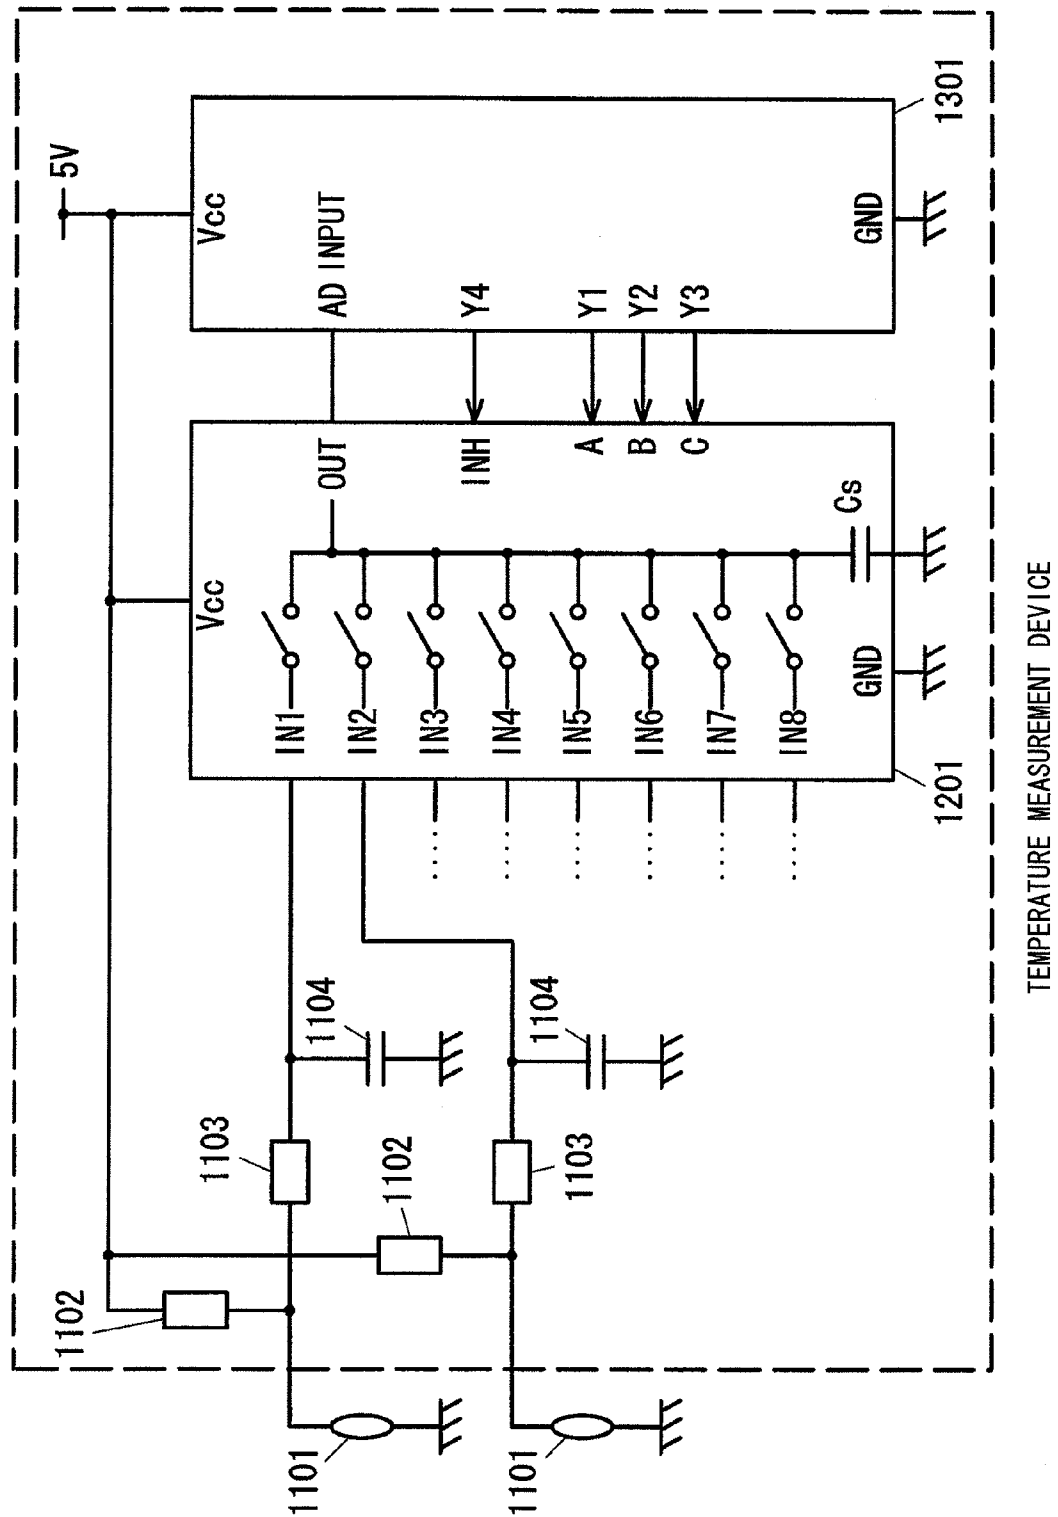 5V
Vcc
1301
AD INPUT
Y4
Y1
Y2
Y3
GND
Vcc
OUT
INH
A
B
C
Cs
IN1
IN2
IN3
IN4
IN5
IN6
IN7
IN8
GND
1201
1104
1104
1103
1103
1102
1102
1101
1101
TEMPERATURE MEASUREMENT DEVICE